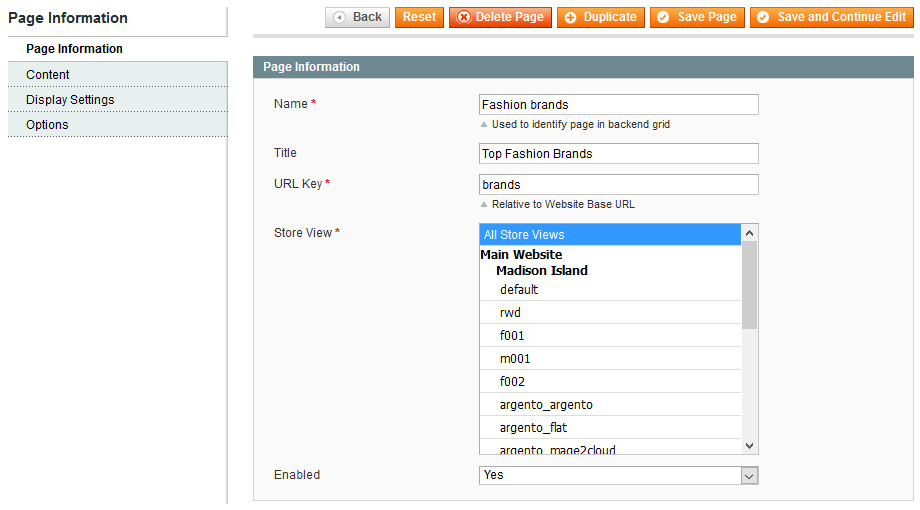 Page Information
Back Reset Delete Page Duplicate Save Page Save and Continue Edit
Page Information
Content
Display Settings
Options
Page Information
Name * Fashion brands
Used to identify page in backend grid
Title Top Fashion Brands
URL Key * brands
Relative to Website Base URL
Store View * All Store Views
Main Website
Madison Island
default
rwd
f001
m001
f002
argento_argento
argento_flat
argento_mage2cloud
Enabled Yes